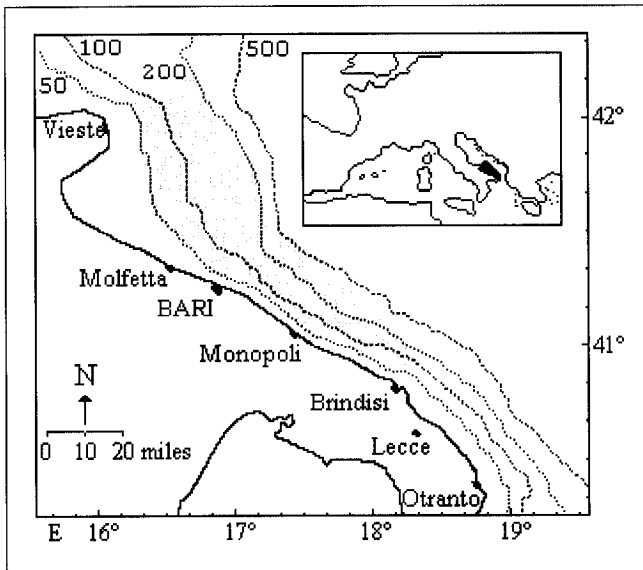 100
500
50
200
Vieste
42°
Molfetta
BARI
Monopoli
41°
N
Brindisi
Lecce
0 10 20 miles
Otranto
E 16° 17° 18° 19°